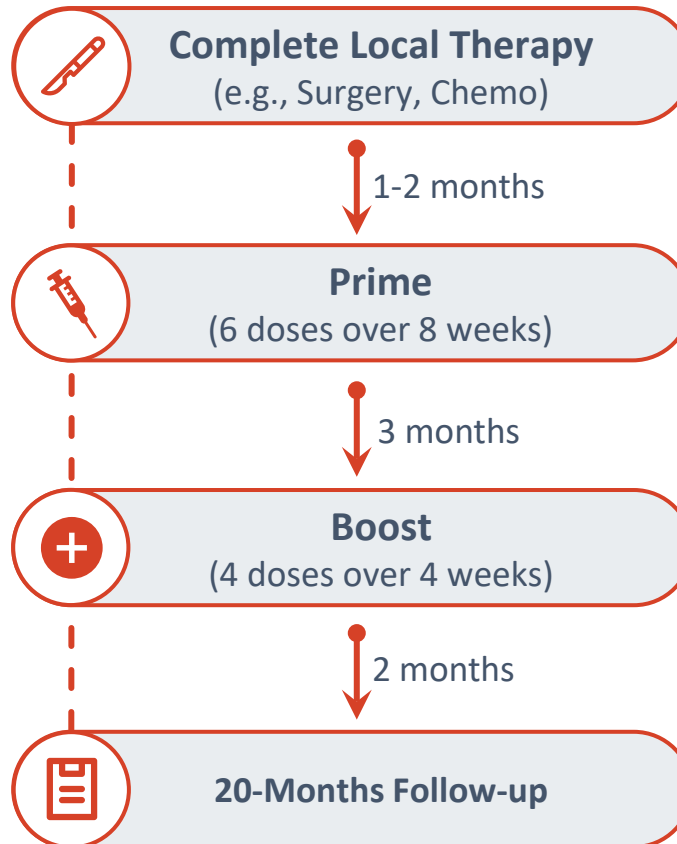 Complete Local Therapy
(e.g., Surgery, Chemo)
1-2 months
Prime
(6 doses over 8 weeks)
3 months
Boost
(4 doses over 4 weeks)
2 months
20-Months Follow-up